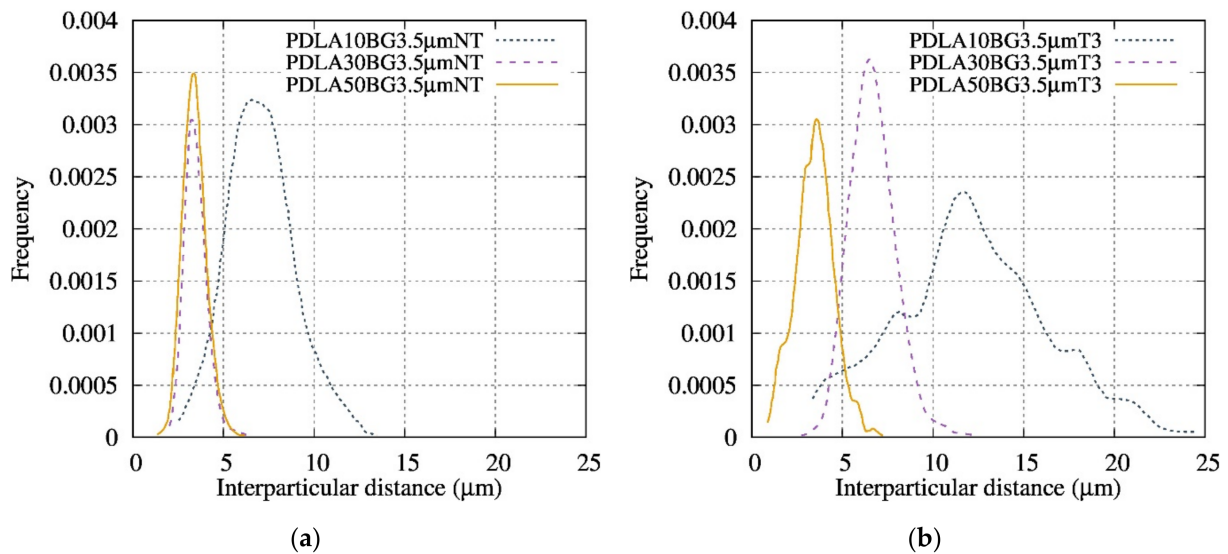 PDLA10BG3.5μmNT
PDLA30BG3.5μmNT
PDLA50BG3.5μmNT
0.004
0.0035
0.003
0.0025
0.002
0.0015
0.001
0.0005
0
Frequency
0 5 10 15 20 25
Interparticular distance (μm)
(a)
PDLA10BG3.5μmT3
PDLA30BG3.5μmT3
PDLA50BG3.5μmT3
0.004
0.0035
0.003
0.0025
0.002
0.0015
0.001
0.0005
0
Frequency
0 5 10 15 20 25
Interparticular distance (μm)
(b)